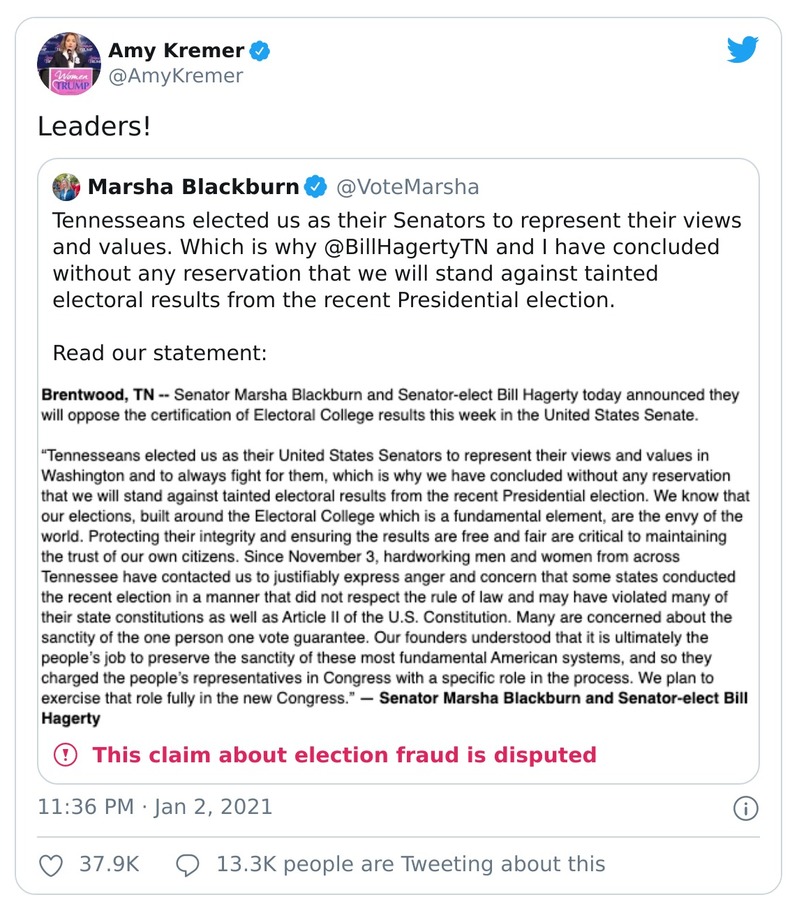 Amy Kremer
@AmyKremer
Women
TRUMP
Leaders!
Marsha Blackburn @VoteMarsha
Tennesseans elected us as their Senators to represent their views
and values. Which is why @BillHagertyTN and I have concluded
without any reservation that we will stand against tainted
electoral results from the recent Presidential election.
Read our statement:
Brentwood, TN -- Senator Marsha Blackburn and Senator-elect Bill Hagerty today announced they
will oppose the certification of Electoral College results this week in the United States Senate.
“Tennesseans elected us as their United States Senators to represent their views and values in
Washington and to always fight for them, which is why we have concluded without any reservation
that we will stand against tainted electoral results from the recent Presidential election. We know that
our elections, built around the Electoral College which is a fundamental element, are the envy of the
world. Protecting their integrity and ensuring the results are free and fair are critical to maintaining
the trust of our own citizens. Since November 3, hardworking men and women from across
Tennessee have contacted us to justifiably express anger and concern that some states conducted
the recent election in a manner that did not respect the rule of law and may have violated many of
their state constitutions as well as Article II of the U.S. Constitution. Many are concerned about the
sanctity of the one person one vote guarantee. Our founders understood that it is ultimately the
people’s job to preserve the sanctity of these most fundamental American systems, and so they
charged the people’s representatives in Congress with a specific role in the process. We plan to
exercise that role fully in the new Congress.” — Senator Marsha Blackburn and Senator-elect Bill
Hagerty
This claim about election fraud is disputed
11:36 PM · Jan 2, 2021
37.9K 13.3K people are Tweeting about this